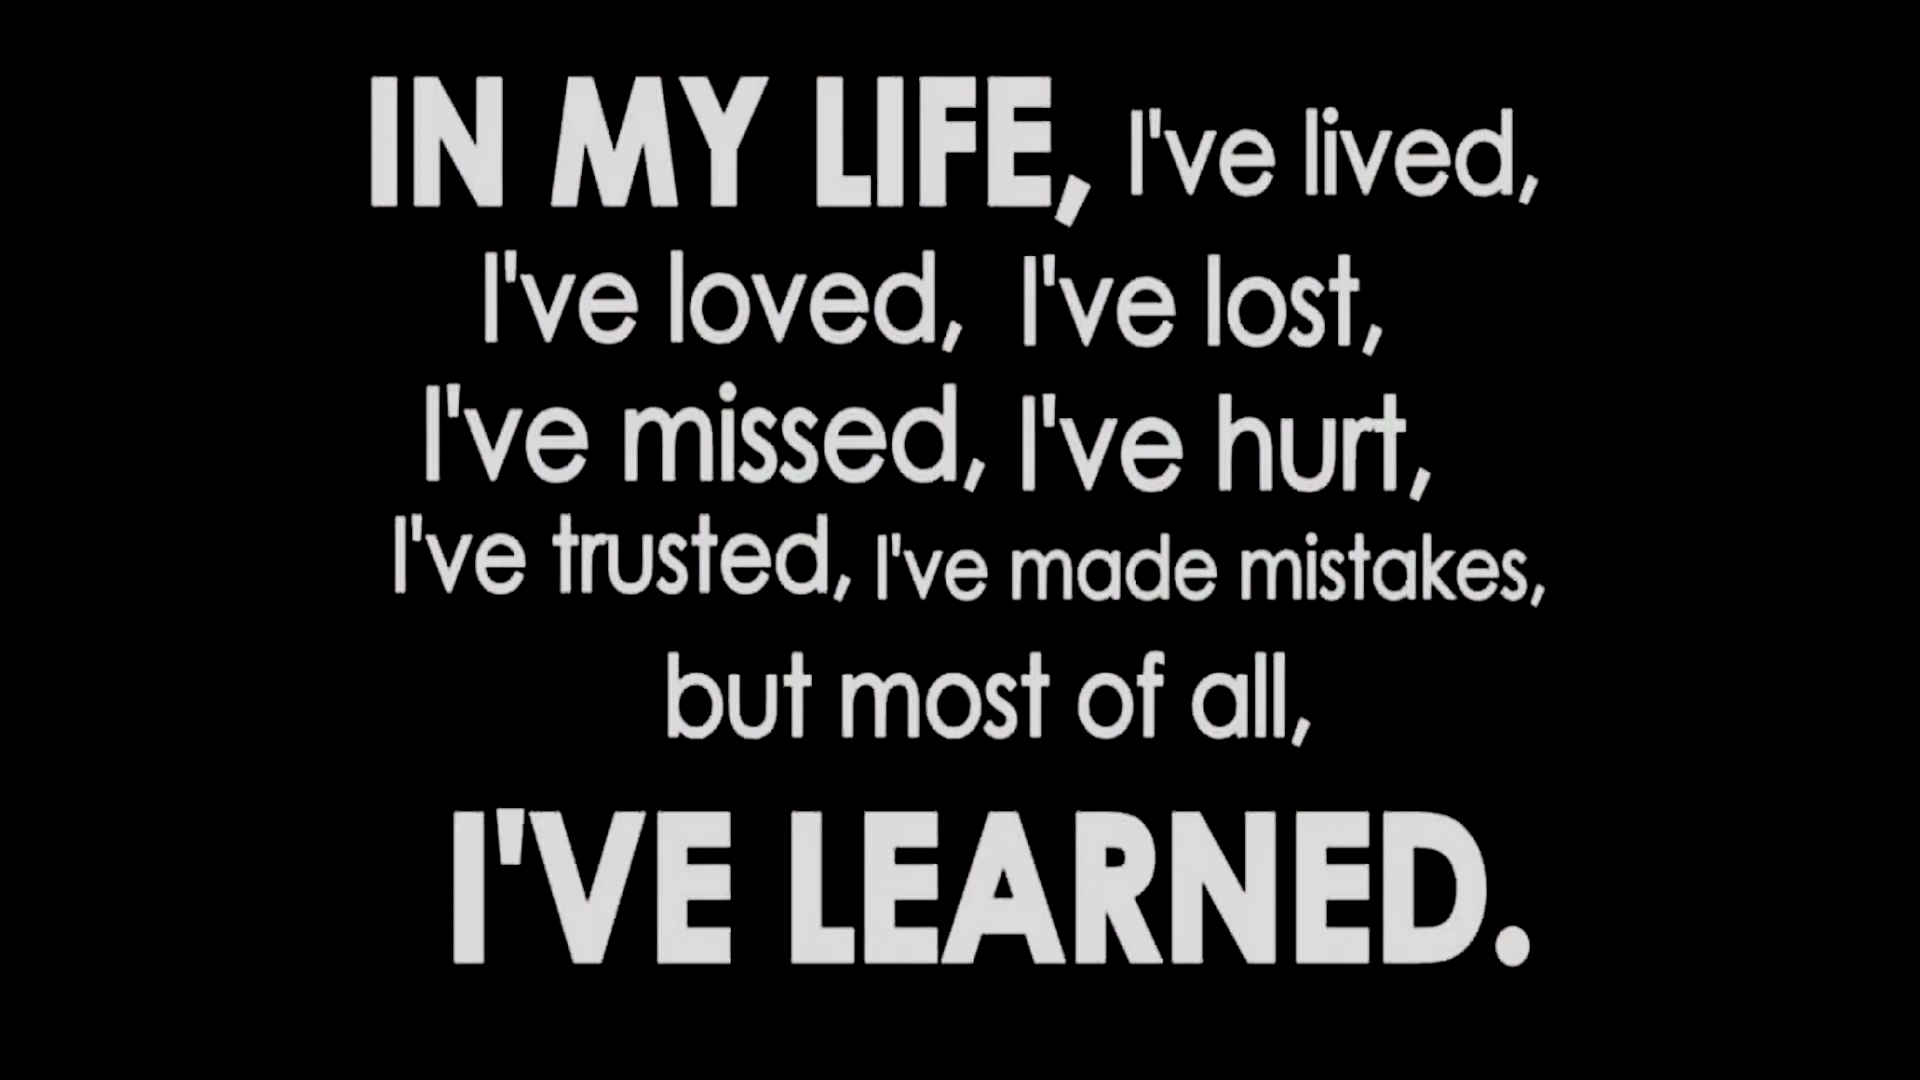 IN MY LIFE, I've lived,
I've loved, I've lost,
I've missed, I've hurt,
I've trusted, I've made mistakes,
but most of all,
I'VE LEARNED.